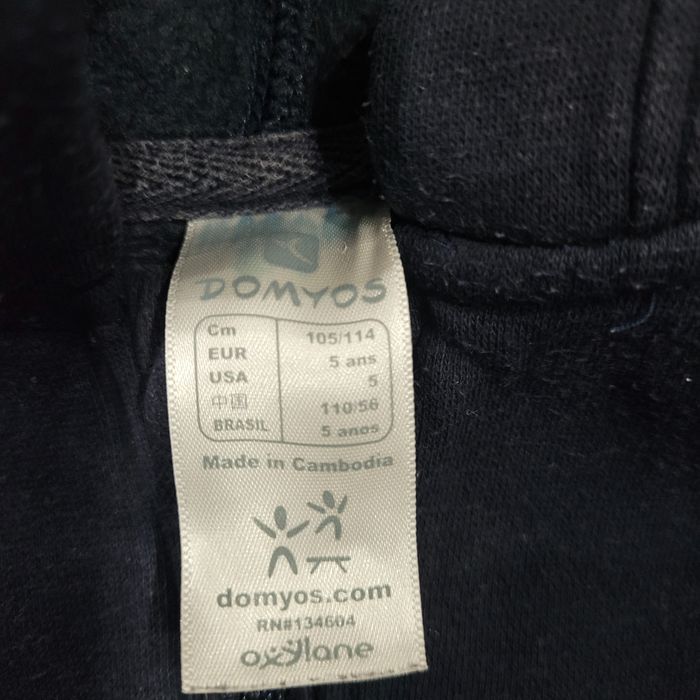 DOMYOS
Cm 105/114
EUR 5 ans
USA 5
中国 110/56
BRASIL 5 anos
Made in Cambodia
domyos.com
RN#134604
oxylane